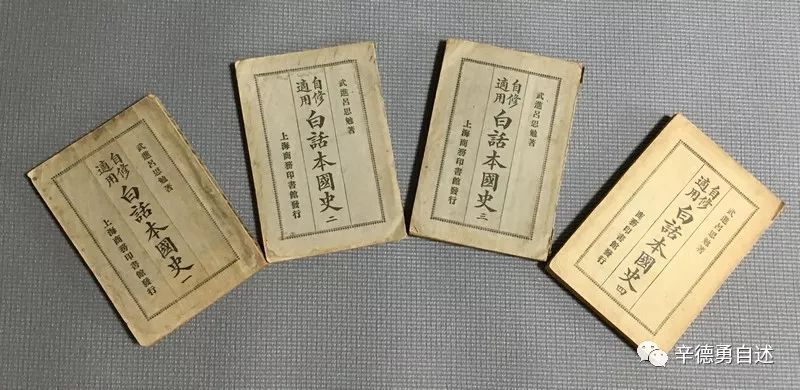 武進呂思勉著
自修適用
白話本國史 一
上海商務印書館發行
武進呂思勉著
自修適用
白話本國史 二
上海商務印書館發行
武進呂思勉著
自修適用
白話本國史 三
上海商務印書館發行
武進呂思勉著
自修適用
白話本國史 四
商務印書館發行
辛德勇自述